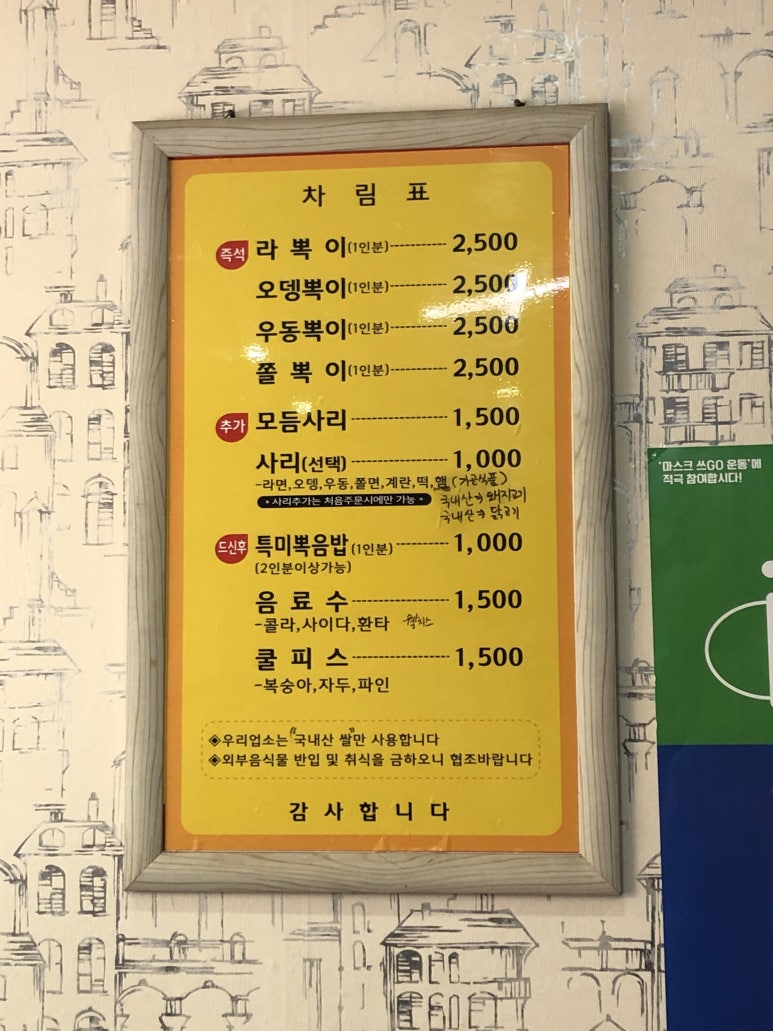 차 림 표
즉석 라 뽁 이(1인분) 2,500
오뎅뽁이(1인분) 2,500
우동뽁이(1인분) 2,500
쫄 뽁 이(1인분) 2,500
추가 모듬사리 1,500
사리(선택) 1,000
-라면,오뎅,우동,쫄면,계란,떡,햄 (가공식품)
• 사리추가는 처음주문시에만 가능 •
국내산 돼지고기
국내산 닭고기
드신후 특미뽁음밥(1인분) 1,000
(2인분이상가능)
음 료 수 1,500
-콜라,사이다,환타 웰치스
쿨 피 스 1,500
-복숭아,자두,파인
◈우리업소는 "국내산 쌀"만 사용합니다
◈외부음식물 반입 및 취식을 금하오니 협조바랍니다
감 사 합 니 다
'마스크 쓰GO 운동'에
적극 참여합시다!